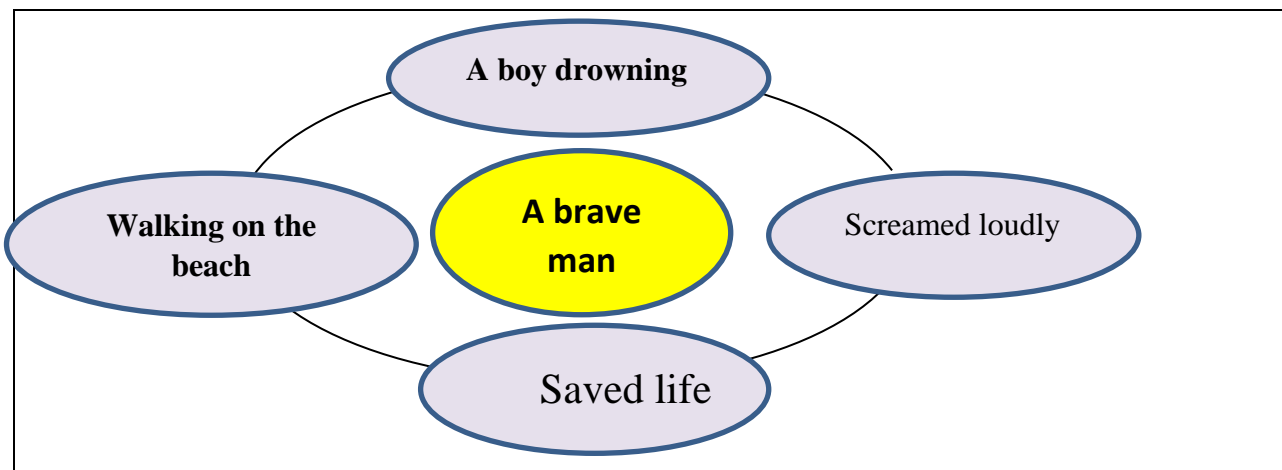 A boy drowning
Walking on the
beach
A brave
man
Screamed loudly
Saved life